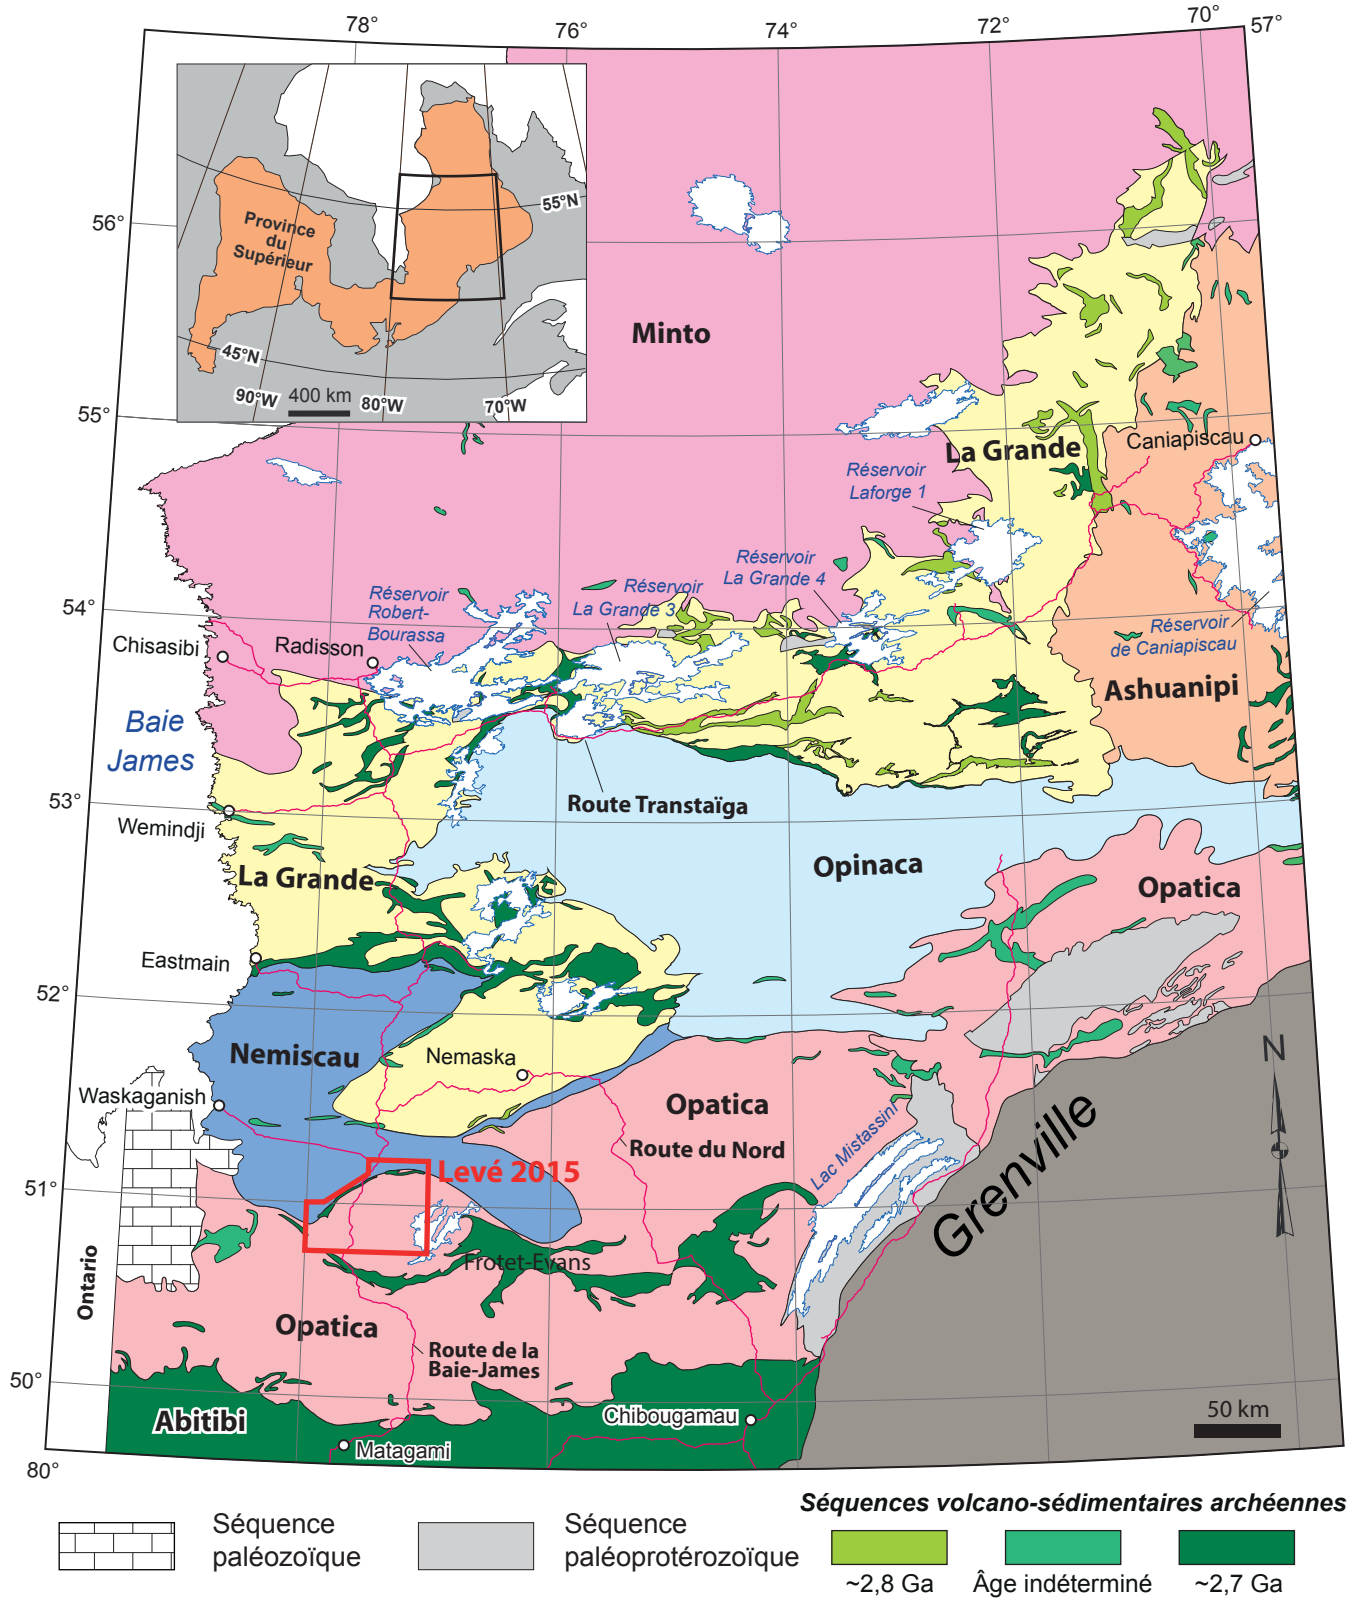 78°
76°
74°
72°
70°
57°
56°
55°
54°
53°
52°
51°
50°
80°
Province
du
Supérieur
55°N
45°N
90°W
400 km
80°W
70°W
Minto
La Grande
Caniapiscau
Réservoir
Laforge 1
Réservoir
La Grande 4
Réservoir
La Grande 3
Réservoir
Robert-
Bourassa
Chisasibi
Radisson
Réservoir
de Caniapiscau
Ashuanipi
Baie
James
Route Transtaïga
Wemindji
La Grande
Opinaca
Opatica
Eastmain
Nemiscau
Nemaska
Waskaganish
Opatica
Route du Nord
Lac Mistassini
N
Levé 2015
Grenville
Frotet-Evans
Ontario
Opatica
Route de la
Baie-James
Abitibi
Chibougamau
Matagami
50 km
Séquence
paléozoïque
Séquence
paléoprotérozoïque
Séquences volcano-sédimentaires archéennes
~2,8 Ga
Âge indéterminé
~2,7 Ga